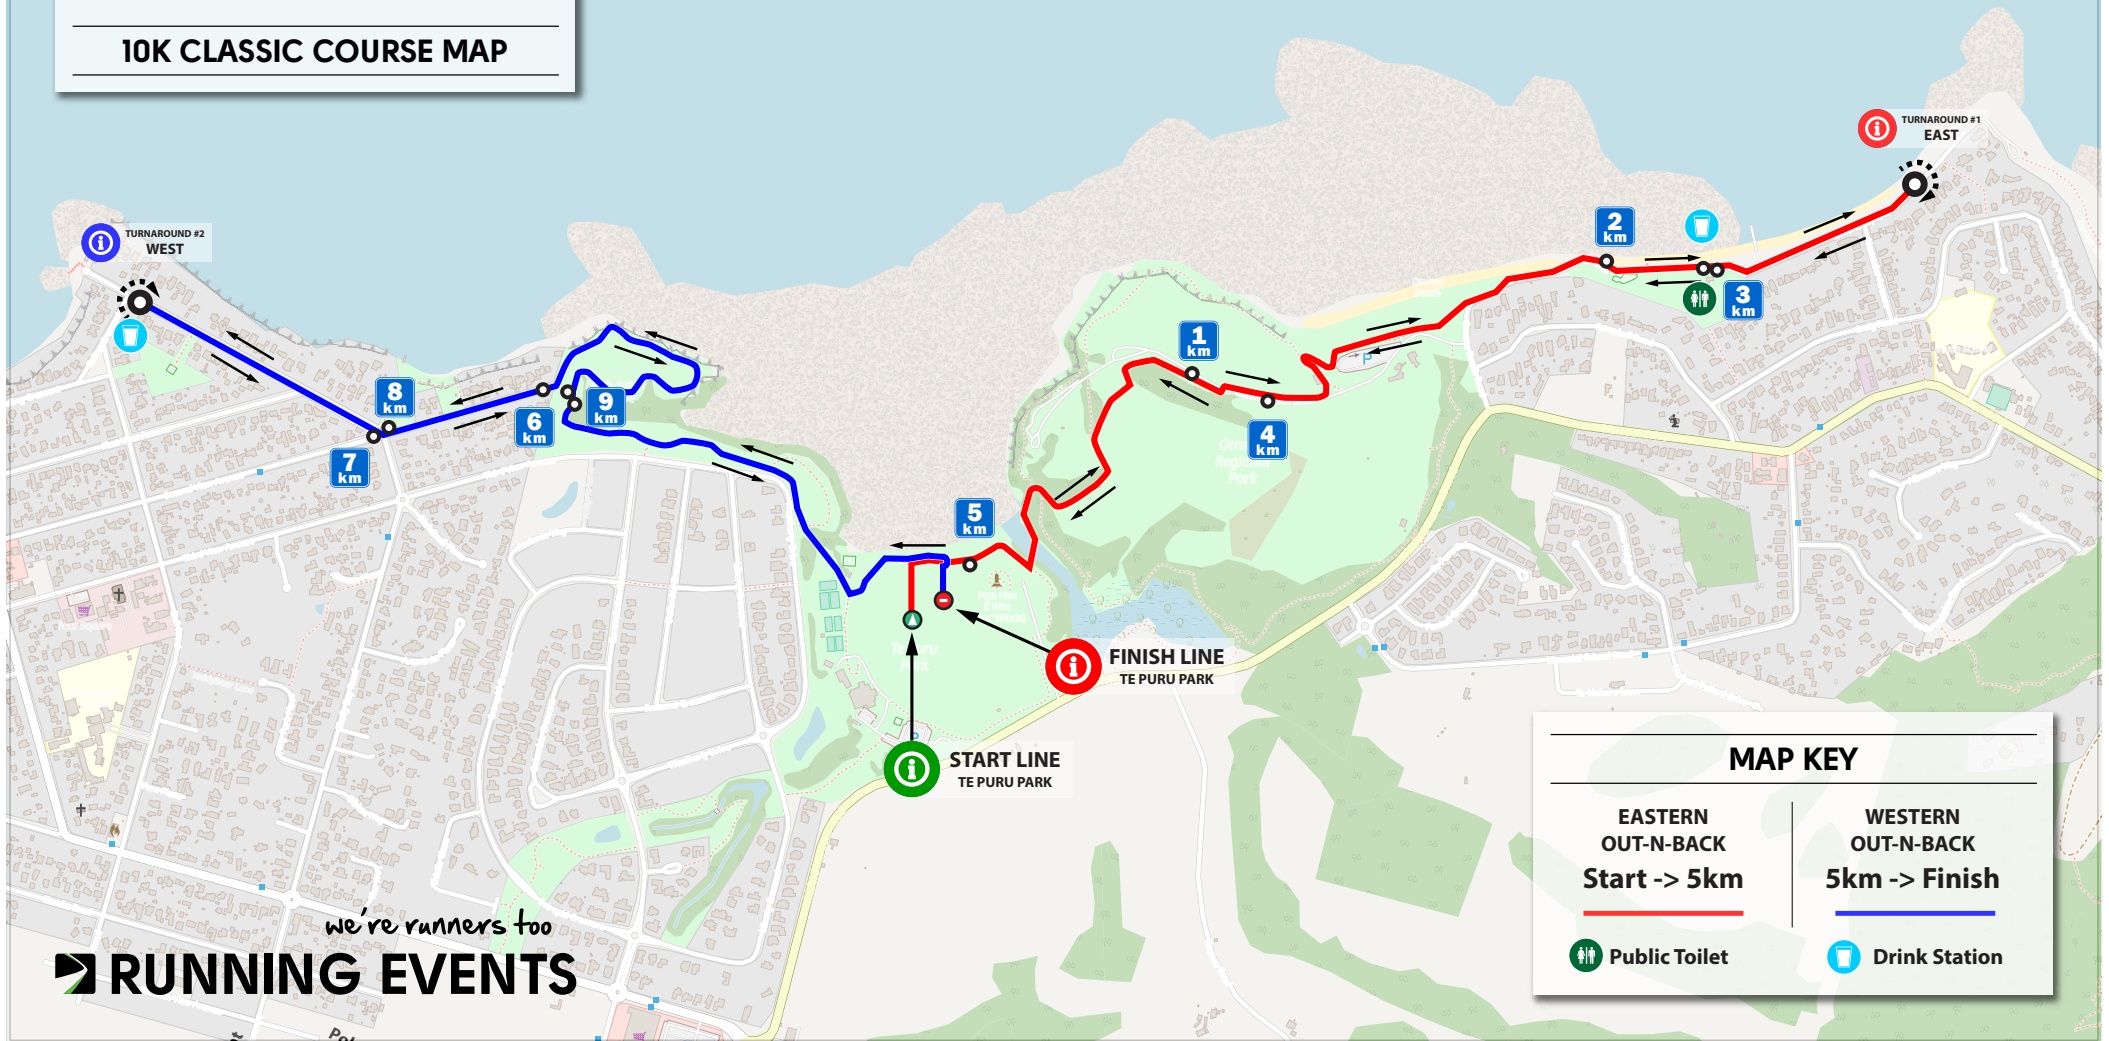 10K CLASSIC COURSE MAP
TURNAROUND #1
EAST
TURNAROUND #2
WEST
2
km
3
km
1
km
4
km
8
km
9
km
6
km
7
km
5
km
P
Regional
Park
Park
FINISH LINE
TE PURU PARK
START LINE
TE PURU PARK
MAP KEY
EASTERN
OUT-N-BACK
Start -> 5km
WESTERN
OUT-N-BACK
5km -> Finish
Public Toilet
Drink Station
we're runners too
RUNNING EVENTS